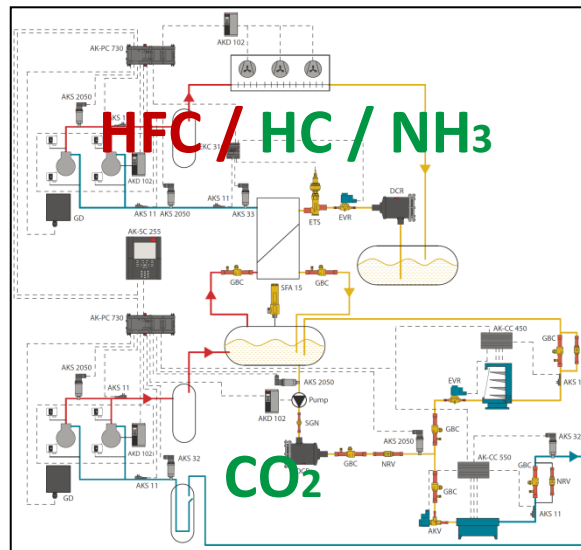 AKD 102
AK-PC 730
AKS 2050
AKS 1
HFC / HC / NH3
EKC 31
AKD 102
GD
AKS 11
AKS 2050
AKS 11
AKS 33
ETS
EVR
DCR
AK-SC 255
GBC
SFA 15
GBC
AK-PC 730
AKS 2050
AKS 11
AKS 2050
AKD 102
Pump
SGN
AK-CC 450
GBC
AKS 1
EVR
GBC
AKS 2050
GBC
NRV
AKD 102
AKS 32
AKS 11
GD
CO2
AK-CC 550
AKS 32
GBC
NRV
GBC
AKS 11
AKV